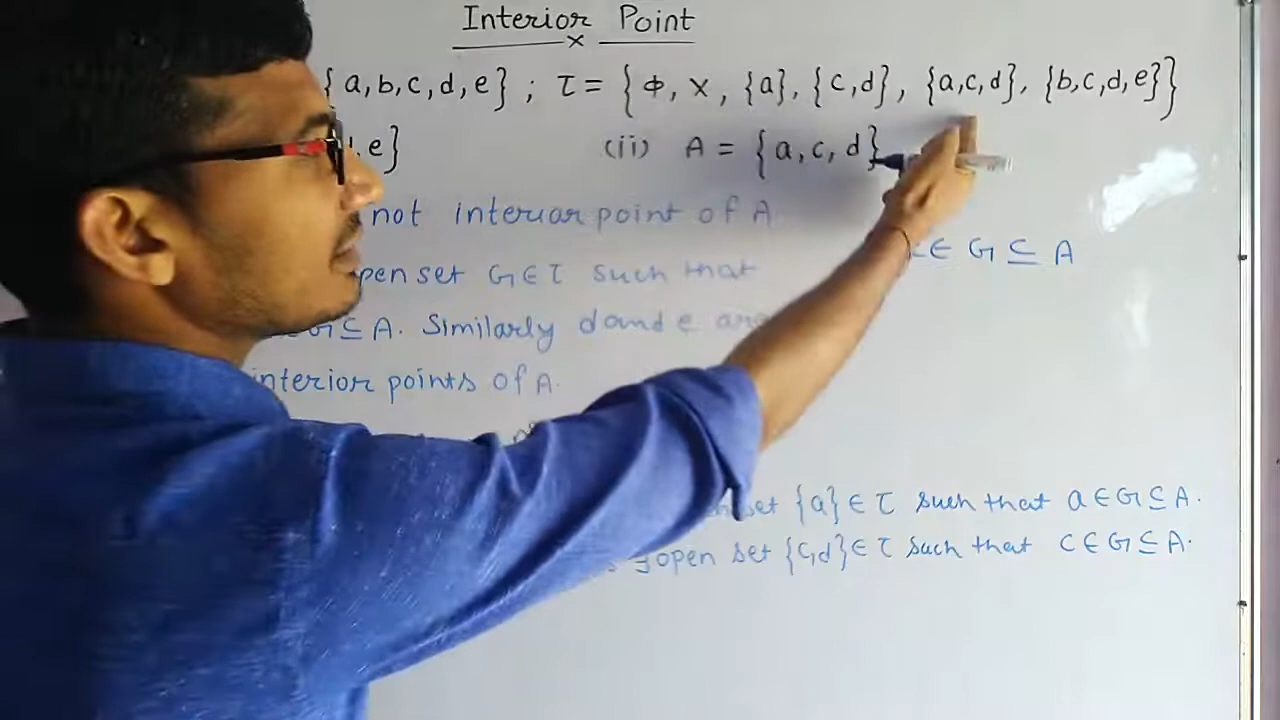 Interior Point
{a,b,c,d,e} ; τ = {Φ, X, {a}, {c,d}, {a,c,d}, {b,c,d,e}}
,e} (ii) A = {a,c,d}
not interior point of A
∈ G ⊆ A
pen set G∈τ such that
G⊆A. Similarly d and e are
interior points of A.
set {a}∈τ such that a∈G⊆A.
∃ open set {c,d}∈τ such that c∈G⊆A.